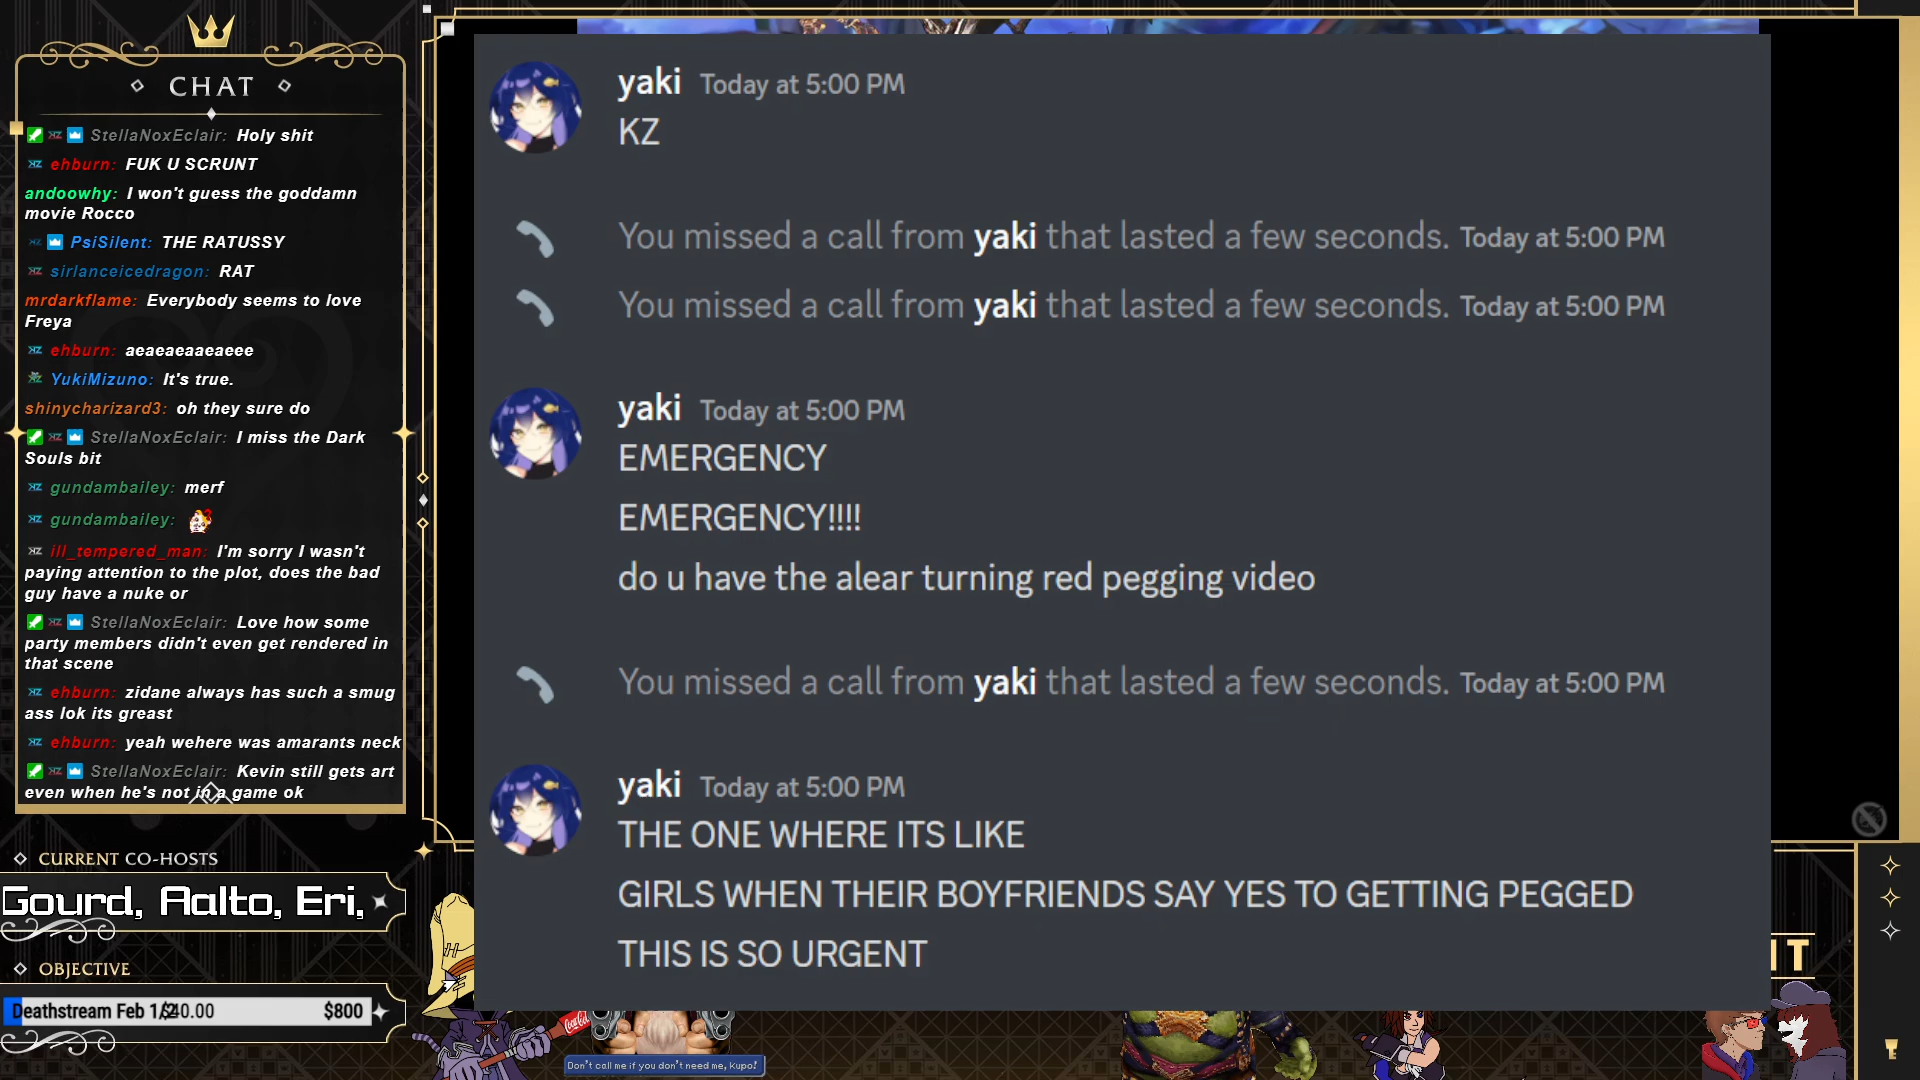 CHAT
StellaNoxEclair: Holy shit
ehburn: FUK U SCRUNT
andoowhy: I won't guess the goddamn
movie Rocco
PsiSilent: THE RATUSSY
sirlanceicedragon: RAT
mrdarkflame: Everybody seems to love
Freya
ehburn: aeaeaeaaeaeee
YukiMizuno: It's true.
shinycharizard3: oh they sure do
StellaNoxEclair: I miss the Dark
Souls bit
gundambailey: merf
gundambailey:
ill_tempered_man: I'm sorry I wasn't
paying attention to the plot, does the bad
guy have a nuke or
StellaNoxEclair: Love how some
party members didn't even get rendered in
that scene
ehburn: zidane always has such a smug
ass lok its greast
ehburn: yeah wehere was amarants neck
StellaNoxEclair: Kevin still gets art
even when he's not in a game ok
CURRENT CO-HOSTS
Gourd, Aalto, Eri,
OBJECTIVE
Deathstream Feb 1/2 $40.00 $800
yaki Today at 5:00 PM
KZ
You missed a call from yaki that lasted a few seconds. Today at 5:00 PM
You missed a call from yaki that lasted a few seconds. Today at 5:00 PM
yaki Today at 5:00 PM
EMERGENCY
EMERGENCY!!!!
do u have the alear turning red pegging video
You missed a call from yaki that lasted a few seconds. Today at 5:00 PM
yaki Today at 5:00 PM
THE ONE WHERE ITS LIKE
GIRLS WHEN THEIR BOYFRIENDS SAY YES TO GETTING PEGGED
THIS IS SO URGENT
IT
Coca-Cola
Don't call me if you don't need me, Kupo!